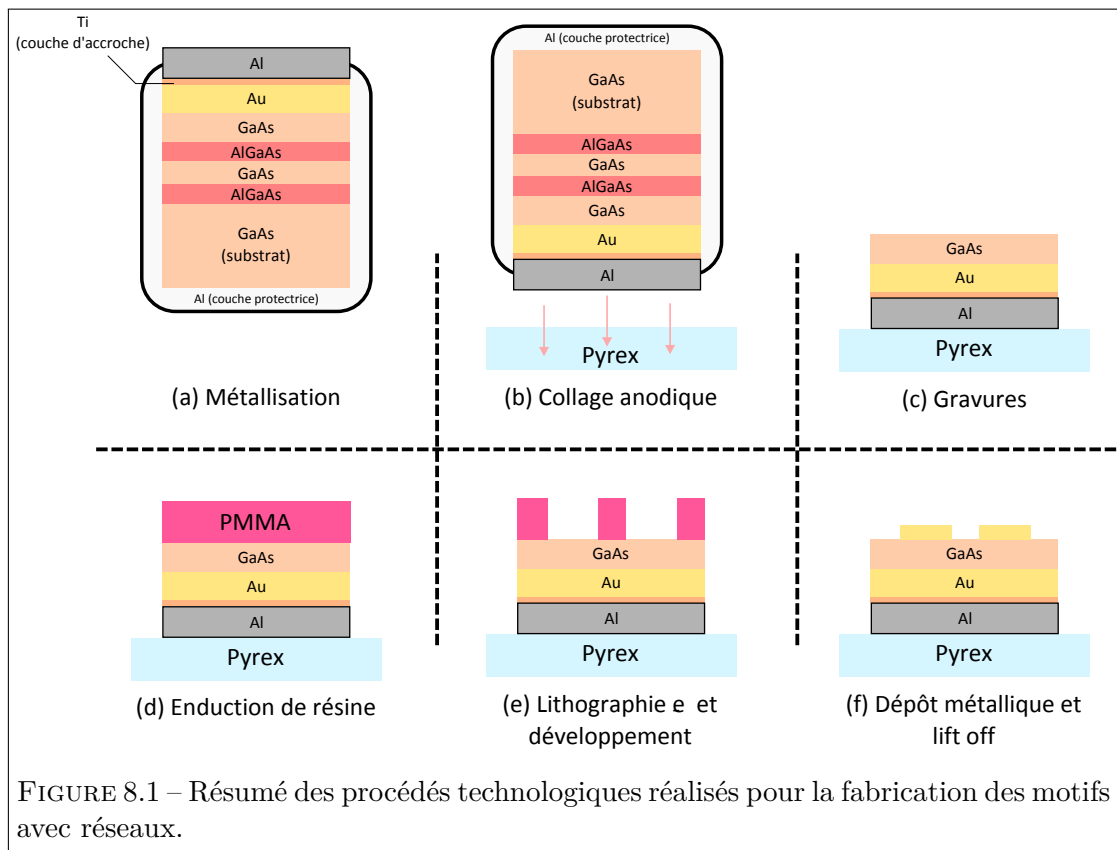 Ti
(couche d'accroche)
Al
Au
GaAs
AlGaAs
GaAs
AlGaAs
GaAs
(substrat)
Al (couche protectrice)
(a) Métallisation
Al (couche protectrice)
GaAs
(substrat)
AlGaAs
GaAs
AlGaAs
GaAs
Au
Al
Pyrex
(b) Collage anodique
GaAs
Au
Al
Pyrex
(c) Gravures
PMMA
GaAs
Au
Al
Pyrex
(d) Enduction de résine
GaAs
Au
Al
Pyrex
(e) Lithographie e et
développement
GaAs
Au
Al
Pyrex
(f) Dépôt métallique et
lift off
FIGURE 8.1 – Résumé des procédés technologiques réalisés pour la fabrication des motifs
avec réseaux.